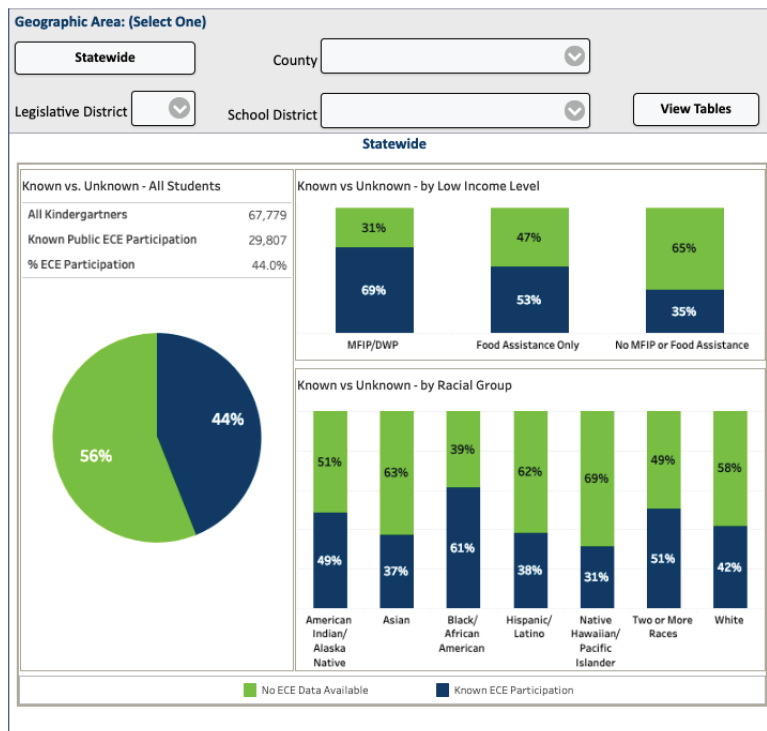 Geographic Area: (Select One)
Statewide
County
Legislative District
School District
View Tables
Statewide
Known vs. Unknown - All Students
All Kindergartners 67,779
Known Public ECE Participation 29,807
% ECE Participation 44.0%
44%
56%
Known vs Unknown - by Low Income Level
31% 47% 65%
69% 53% 35%
MFIP/DWP Food Assistance Only No MFIP or Food Assistance
Known vs Unknown - by Racial Group
51% 63% 39% 62% 69% 49% 58%
49% 37% 61% 38% 31% 51% 42%
American Indian/ Alaska Native
Asian
Black/ African American
Hispanic/ Latino
Native Hawaiian/ Pacific Islander
Two or More Races
White
No ECE Data Available Known ECE Participation